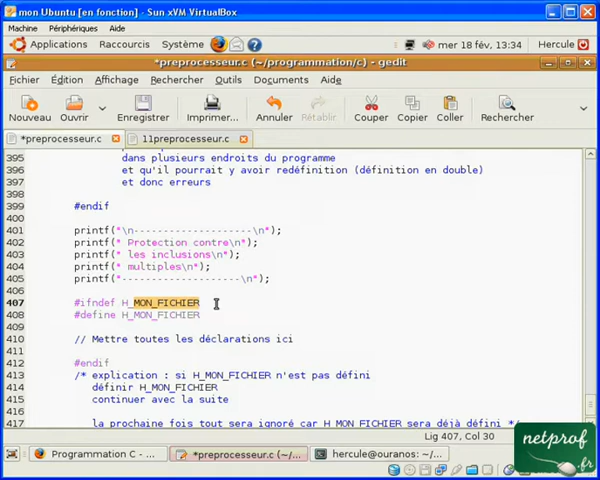 mon Ubuntu [en fonction] - Sun xVM VirtualBox
Machine Périphériques Aide
Applications Raccourcis Système mer 18 fév, 13:34 Hercule
*preprocesseur.c (~/programmation/c) - gedit
Fichier Édition Affichage Rechercher Outils Documents Aide
Nouveau Ouvrir Enregistrer Imprimer... Annuler Rétablir Couper Copier Coller Rechercher
*preprocesseur.c 11preprocesseur.c
395 dans plusieurs endroits du programme
396 et qu'il pourrait y avoir redéfinition (définition en double)
397 et donc erreurs
398
399 #endif
400
401 printf("\n--------------------\n");
402 printf(" Protection contre\n");
403 printf(" les inclusions\n");
404 printf(" multiples\n");
405 printf("--------------------\n");
406
407 #ifndef H_MON_FICHIER
408 #define H_MON_FICHIER
409
410 // Mettre toutes les déclarations ici
411
412 #endif
413 /* explication : si H_MON_FICHIER n'est pas défini
414 définir H_MON_FICHIER
415 continuer avec la suite
416
417 la prochaine fois tout sera ignoré car H_MON_FICHIER sera déjà défini */
Lig 407, Col 30
Programmation C - ... *preprocesseur.c (~/... hercule@ouranos: ~/...
netprof
.fr